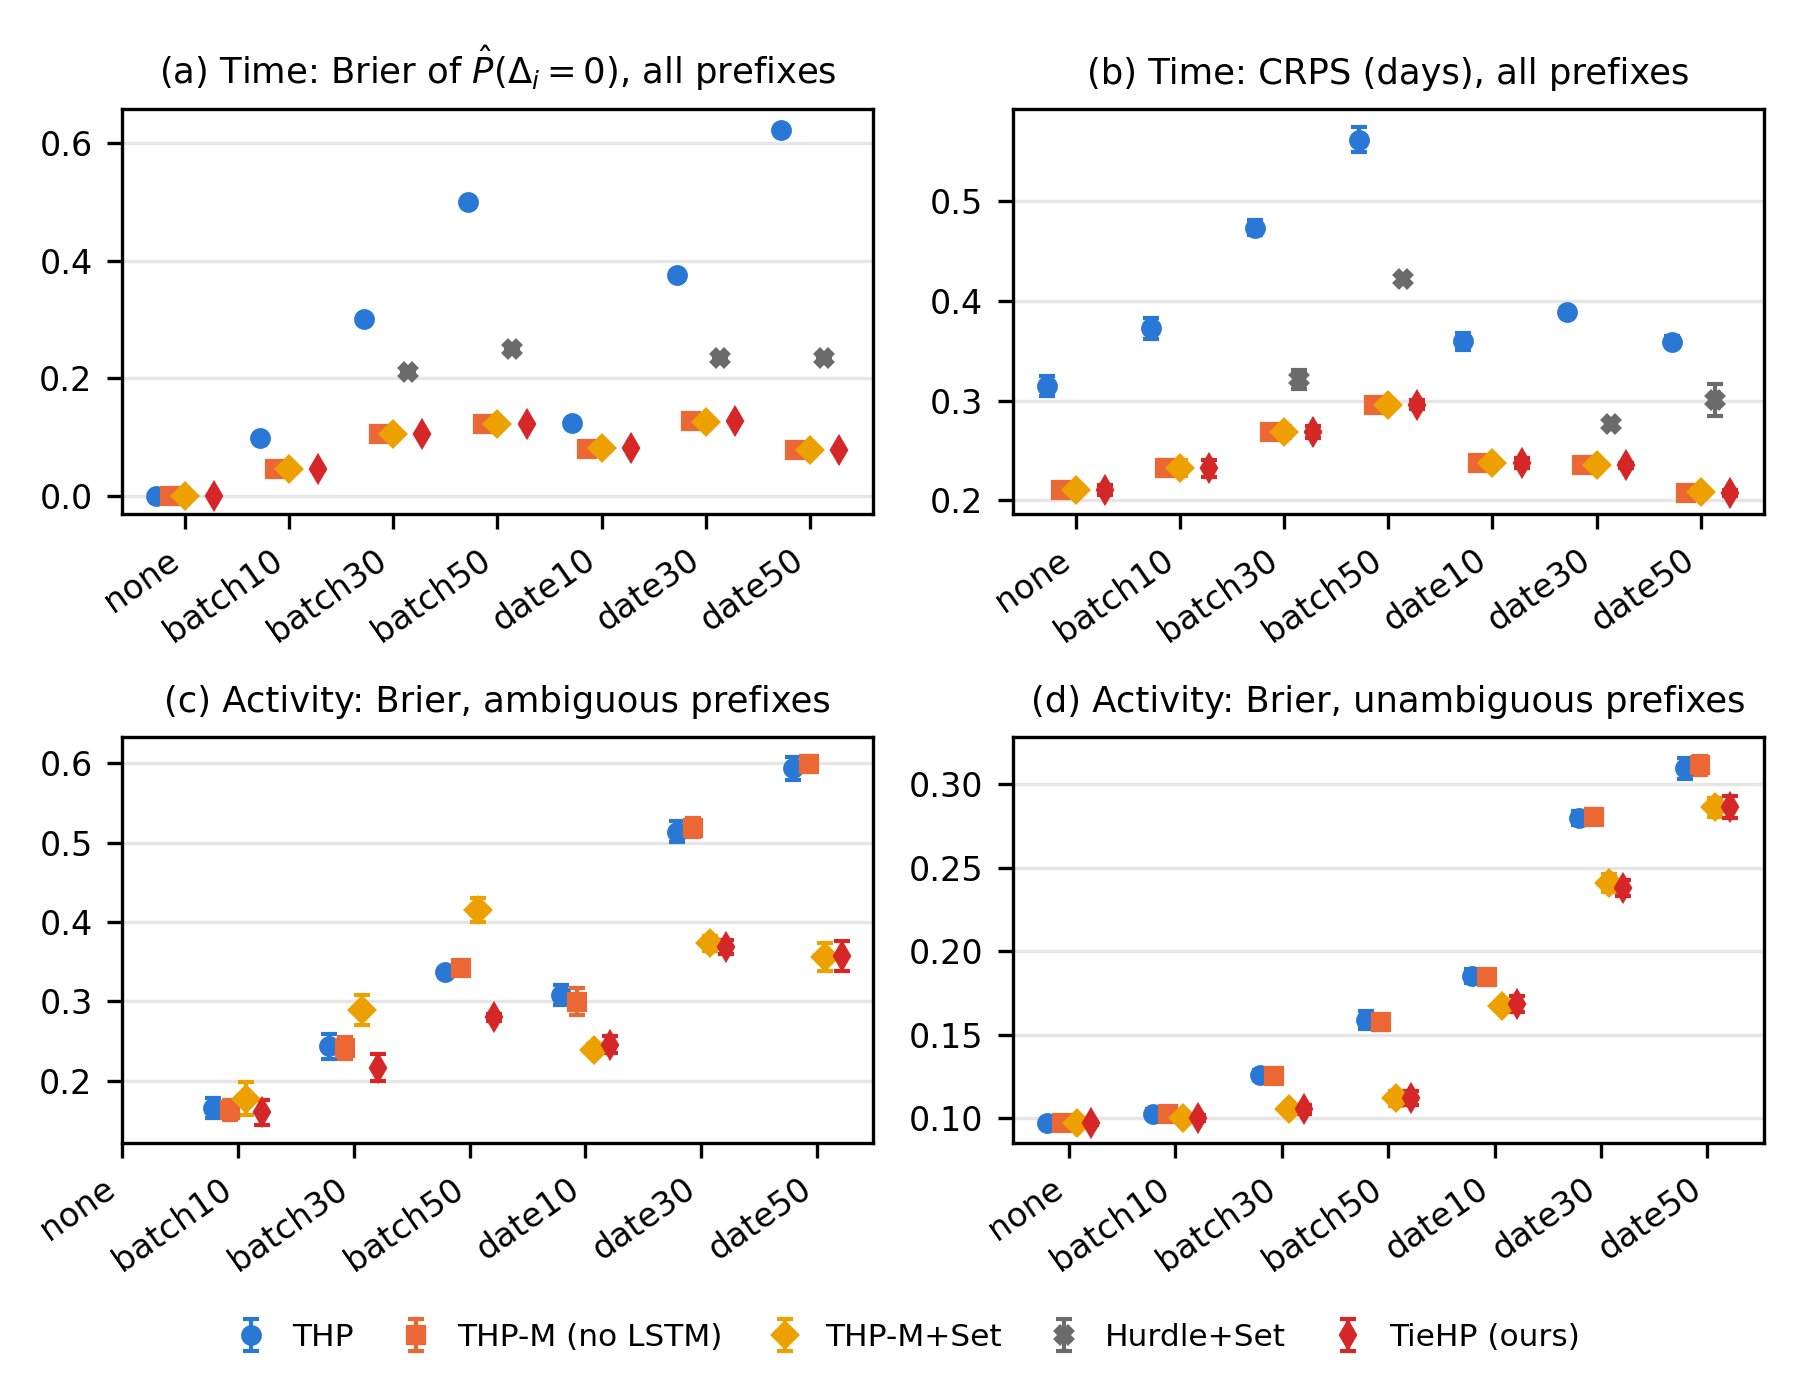 (a) Time: Brier of P̂(Δᵢ = 0), all prefixes
0.6
0.4
0.2
0.0
none
batch10
batch30
batch50
date10
date30
date50
(b) Time: CRPS (days), all prefixes
0.5
0.4
0.3
0.2
none
batch10
batch30
batch50
date10
date30
date50
(c) Activity: Brier, ambiguous prefixes
0.6
0.5
0.4
0.3
0.2
none
batch10
batch30
batch50
date10
date30
date50
(d) Activity: Brier, unambiguous prefixes
0.30
0.25
0.20
0.15
0.10
none
batch10
batch30
batch50
date10
date30
date50
THP
THP-M (no LSTM)
THP-M+Set
Hurdle+Set
TieHP (ours)